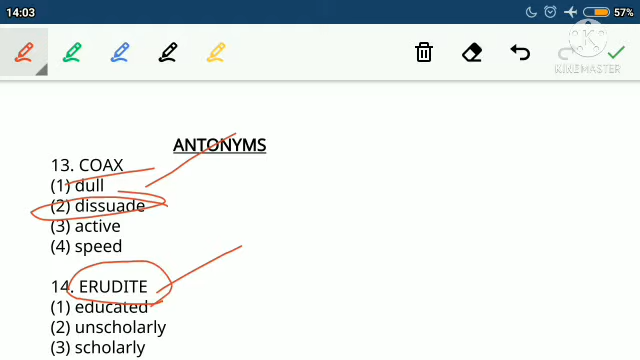 14:03
57%
KINEMASTER
ANTONYMS
13. COAX
(1) dull
(2) dissuade
(3) active
(4) speed
14. ERUDITE
(1) educated
(2) unscholarly
(3) scholarly